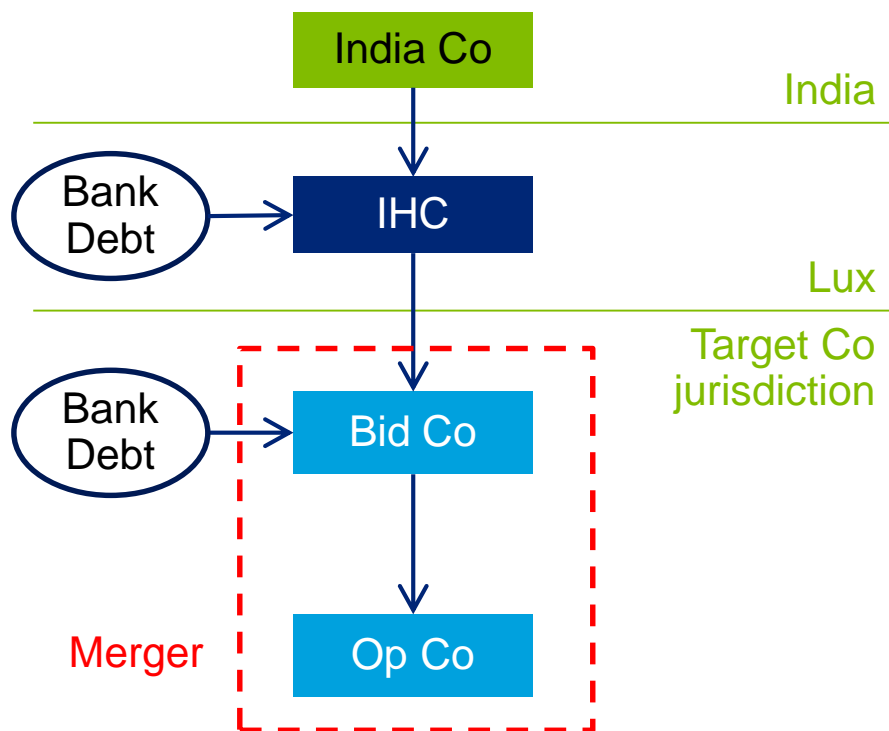 India Co
India
Bank
Debt
IHC
Lux
Target Co
jurisdiction
Bank
Debt
Bid Co
Merger
Op Co